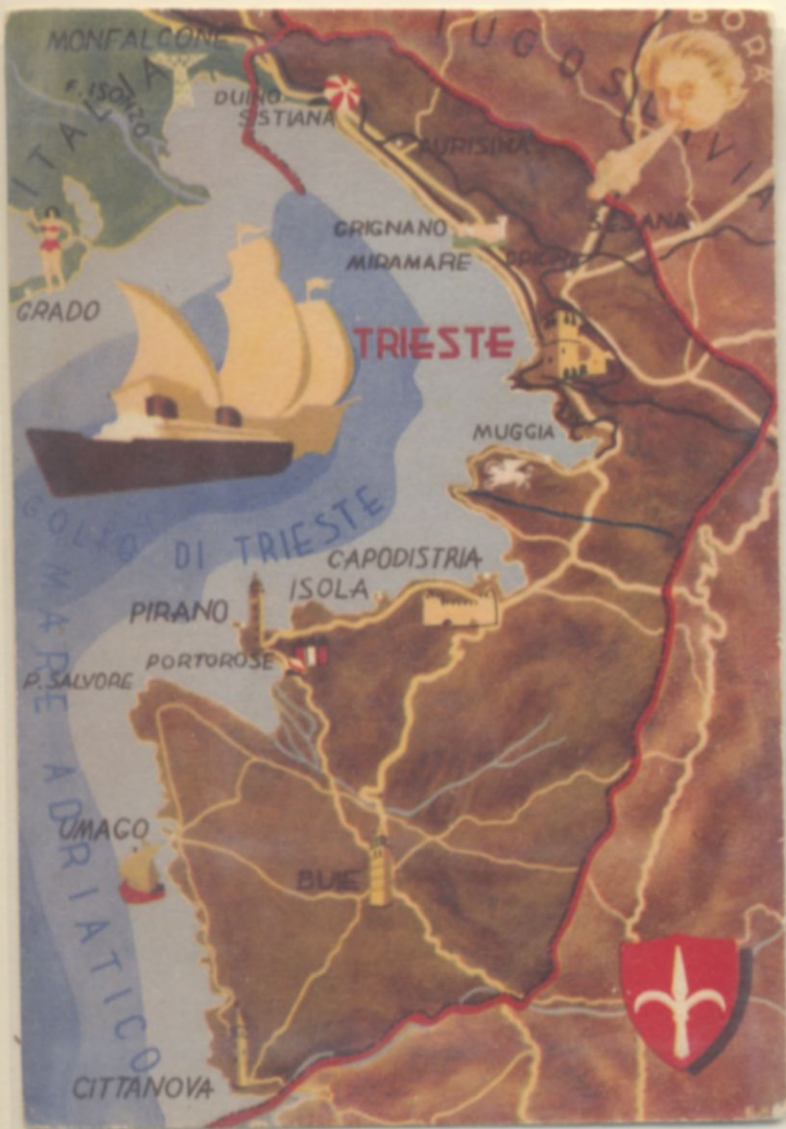 MONFALCONE
ITALIA
F. ISONZO
IUGOSLAVIA
BORA
DUINO
SISTIANA
AURISINA
GRIGNANO
MIRAMARE
SESANA
GRADO
TRIESTE
MUGGIA
GOLFO DI TRIESTE
CAPODISTRIA
ISOLA
PIRANO
PORTOROSE
P. SALVORE
MARE ADRIATICO
UMAGO
BUIE
CITTANOVA